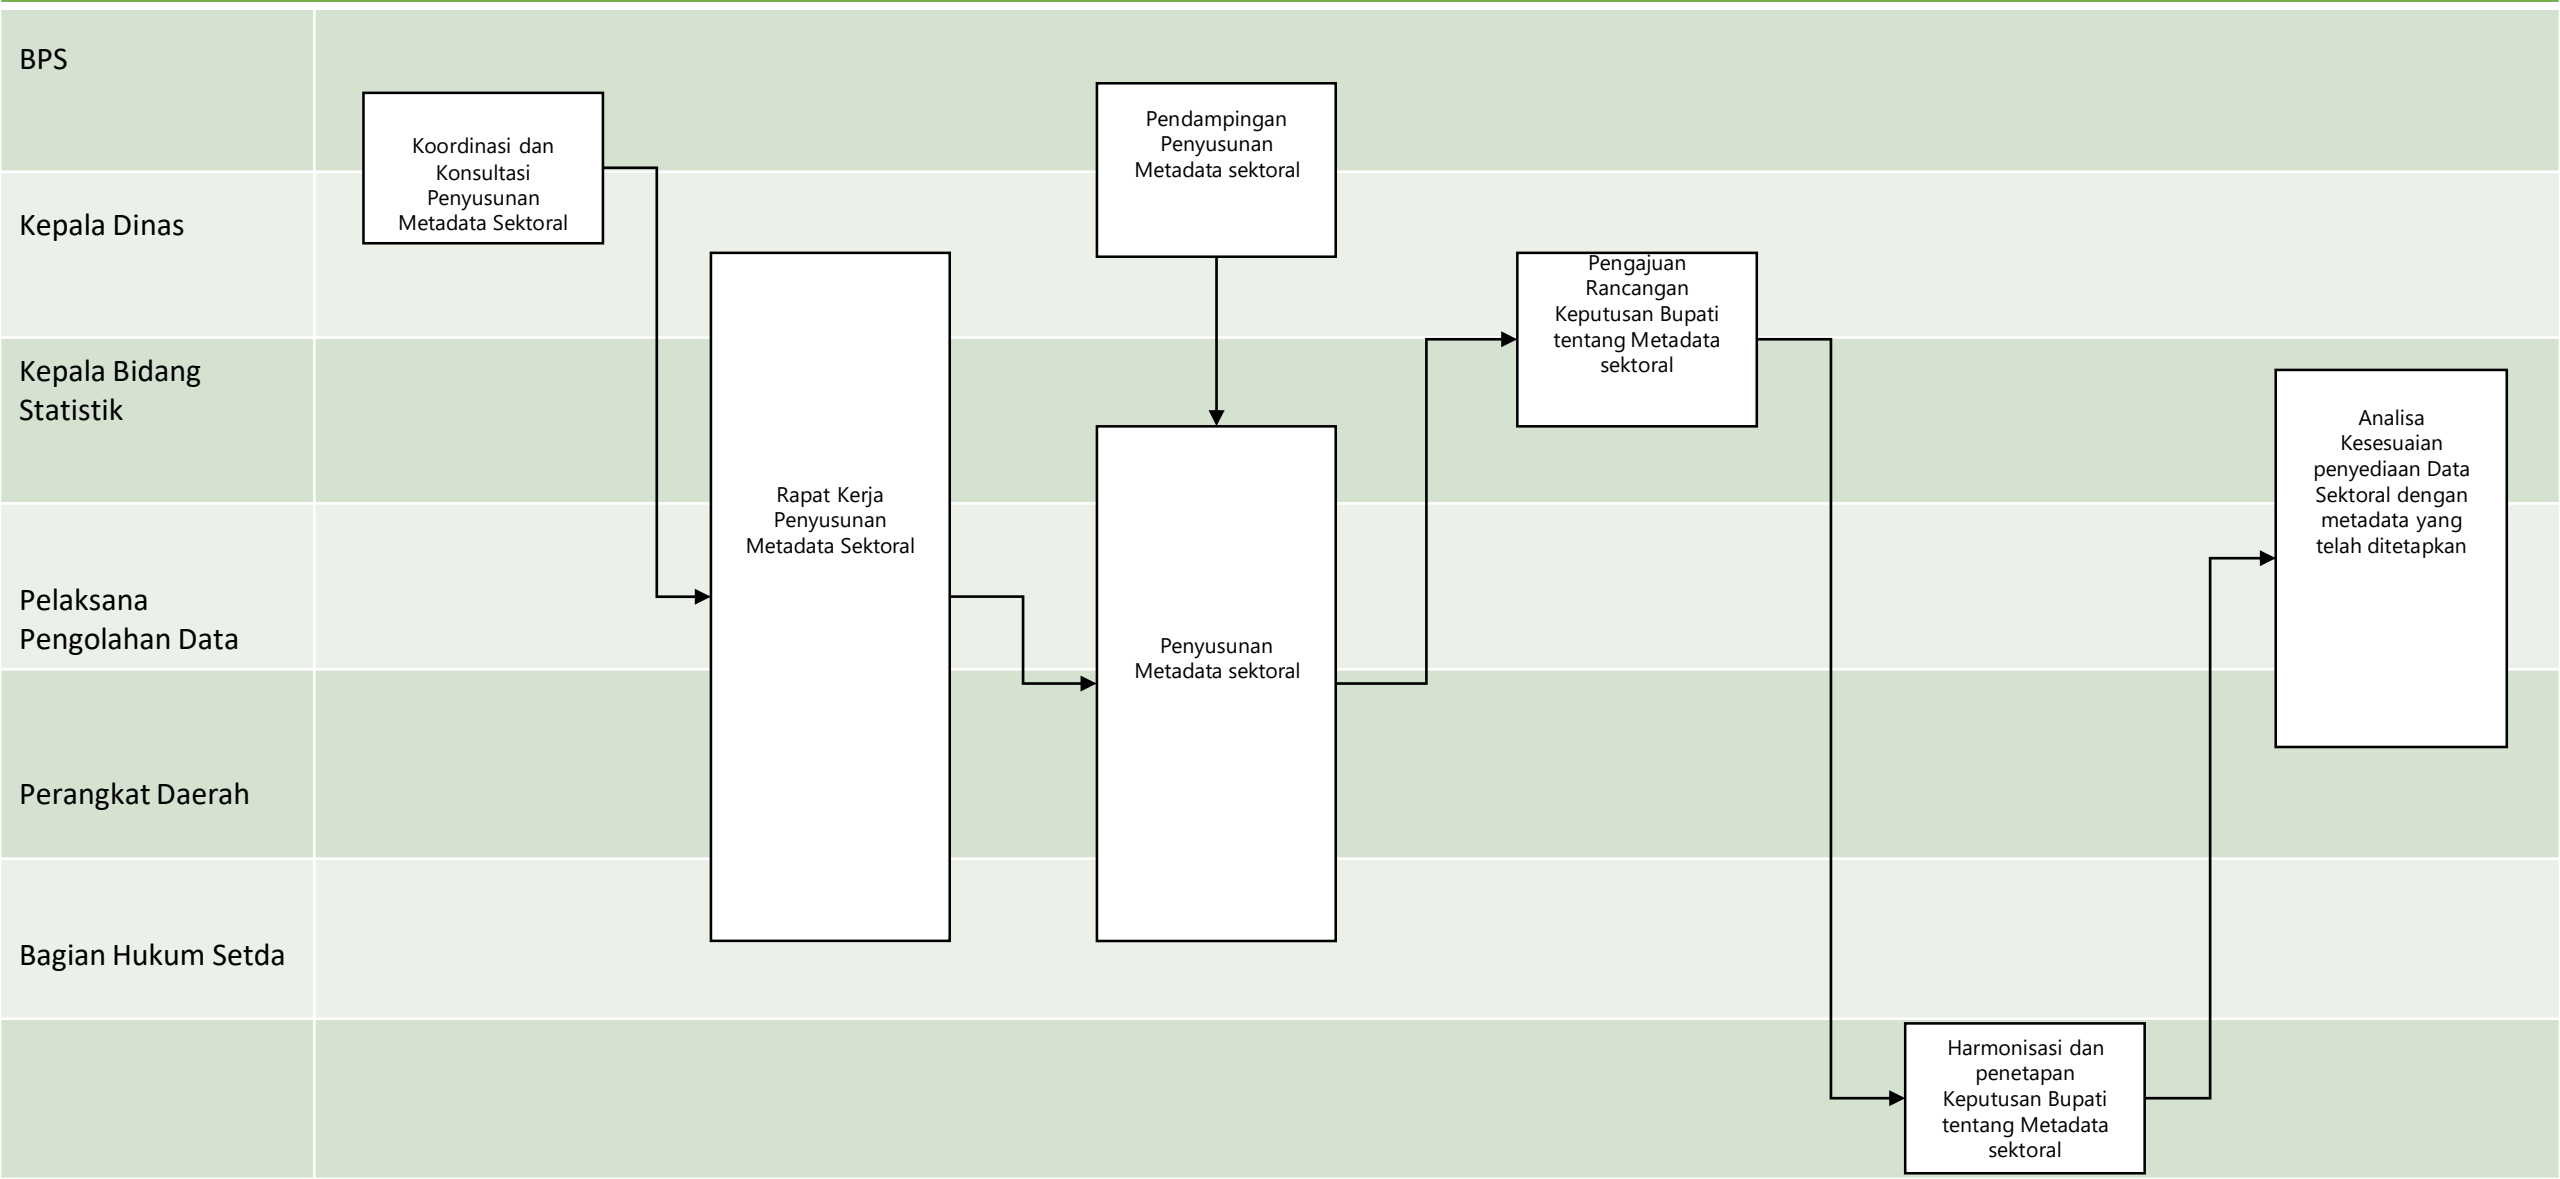 BPS
Kepala Dinas
Kepala Bidang
Statistik
Pelaksana
Pengolahan Data
Perangkat Daerah
Bagian Hukum Setda
Koordinasi dan
Konsultasi
Penyusunan
Metadata Sektoral
Rapat Kerja
Penyusunan
Metadata Sektoral
Pendampingan
Penyusunan
Metadata sektoral
Penyusunan
Metadata sektoral
Pengajuan
Rancangan
Keputusan Bupati
tentang Metadata
sektoral
Harmonisasi dan
penetapan
Keputusan Bupati
tentang Metadata
sektoral
Analisa
Kesesuaian
penyediaan Data
Sektoral dengan
metadata yang
telah ditetapkan